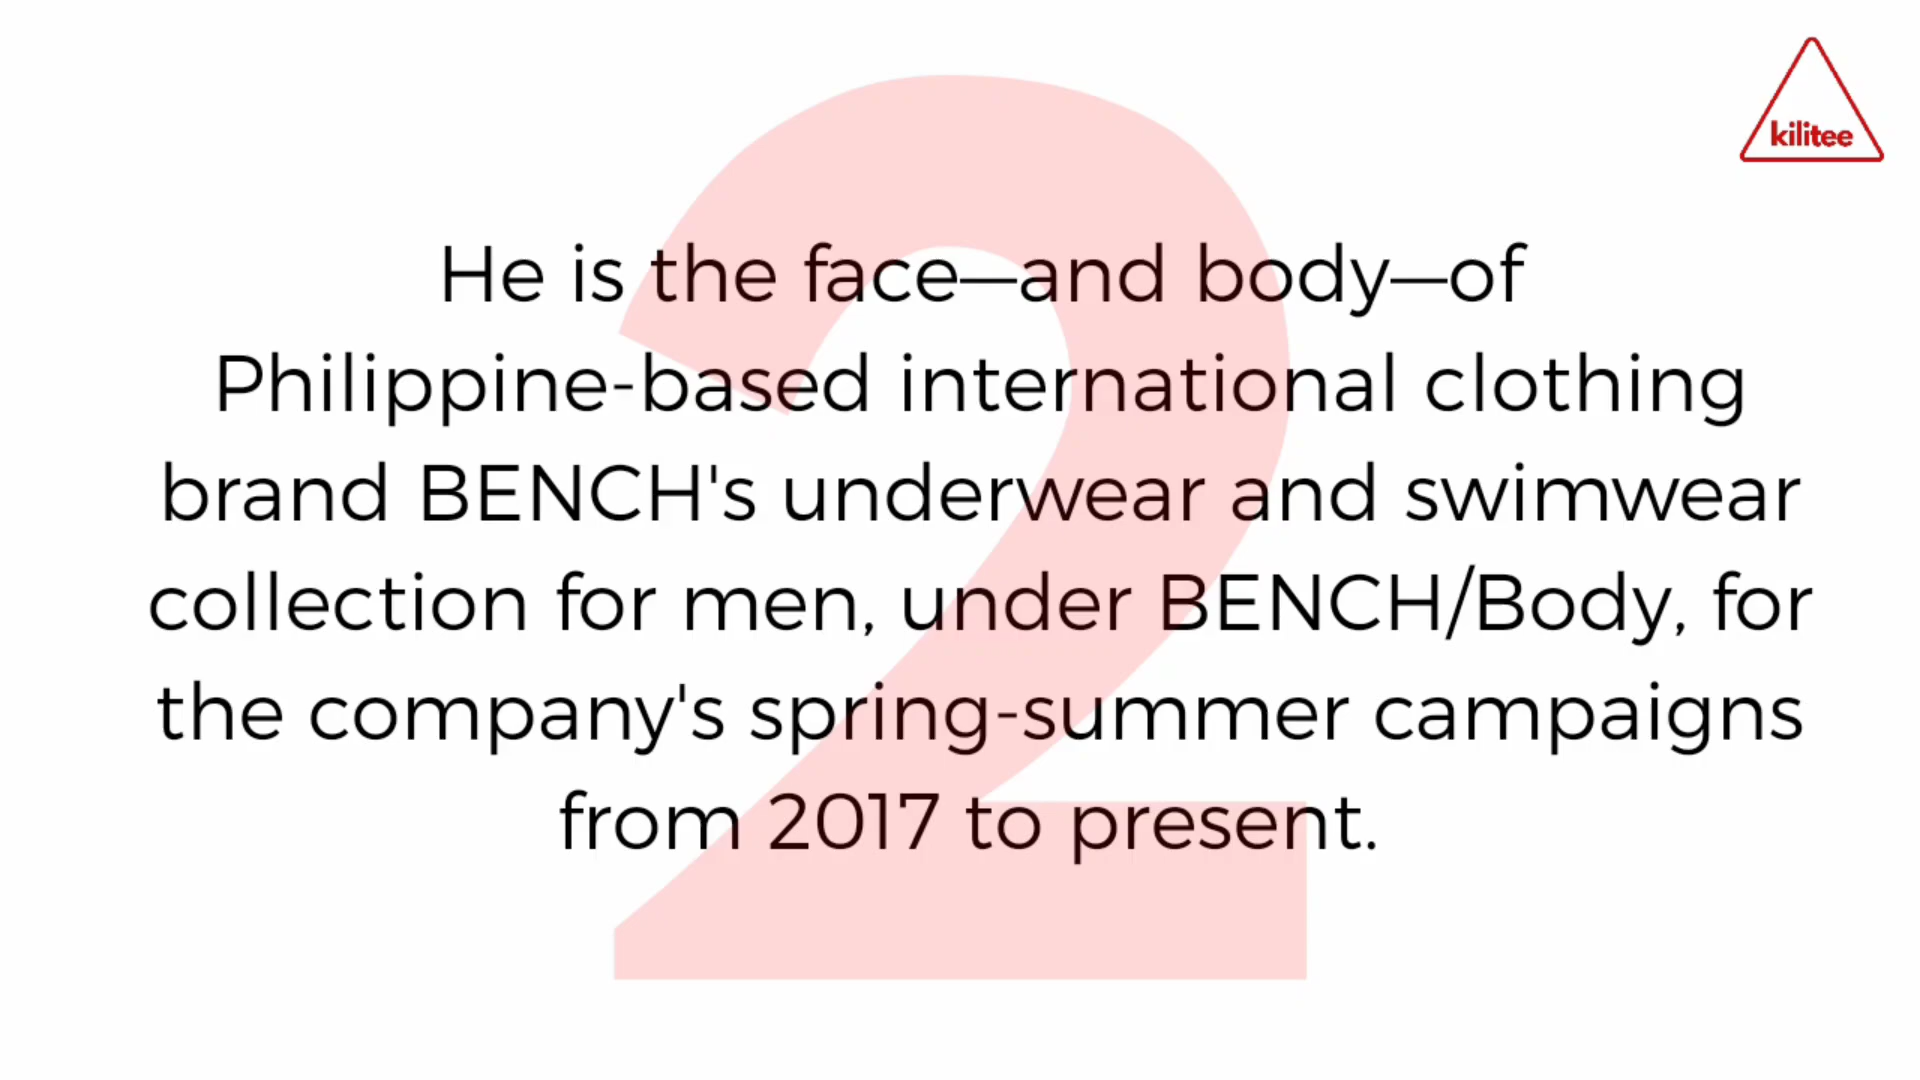 kilitee
2
He is the face—and body—of
Philippine-based international clothing
brand BENCH's underwear and swimwear
collection for men, under BENCH/Body, for
the company's spring-summer campaigns
from 2017 to present.